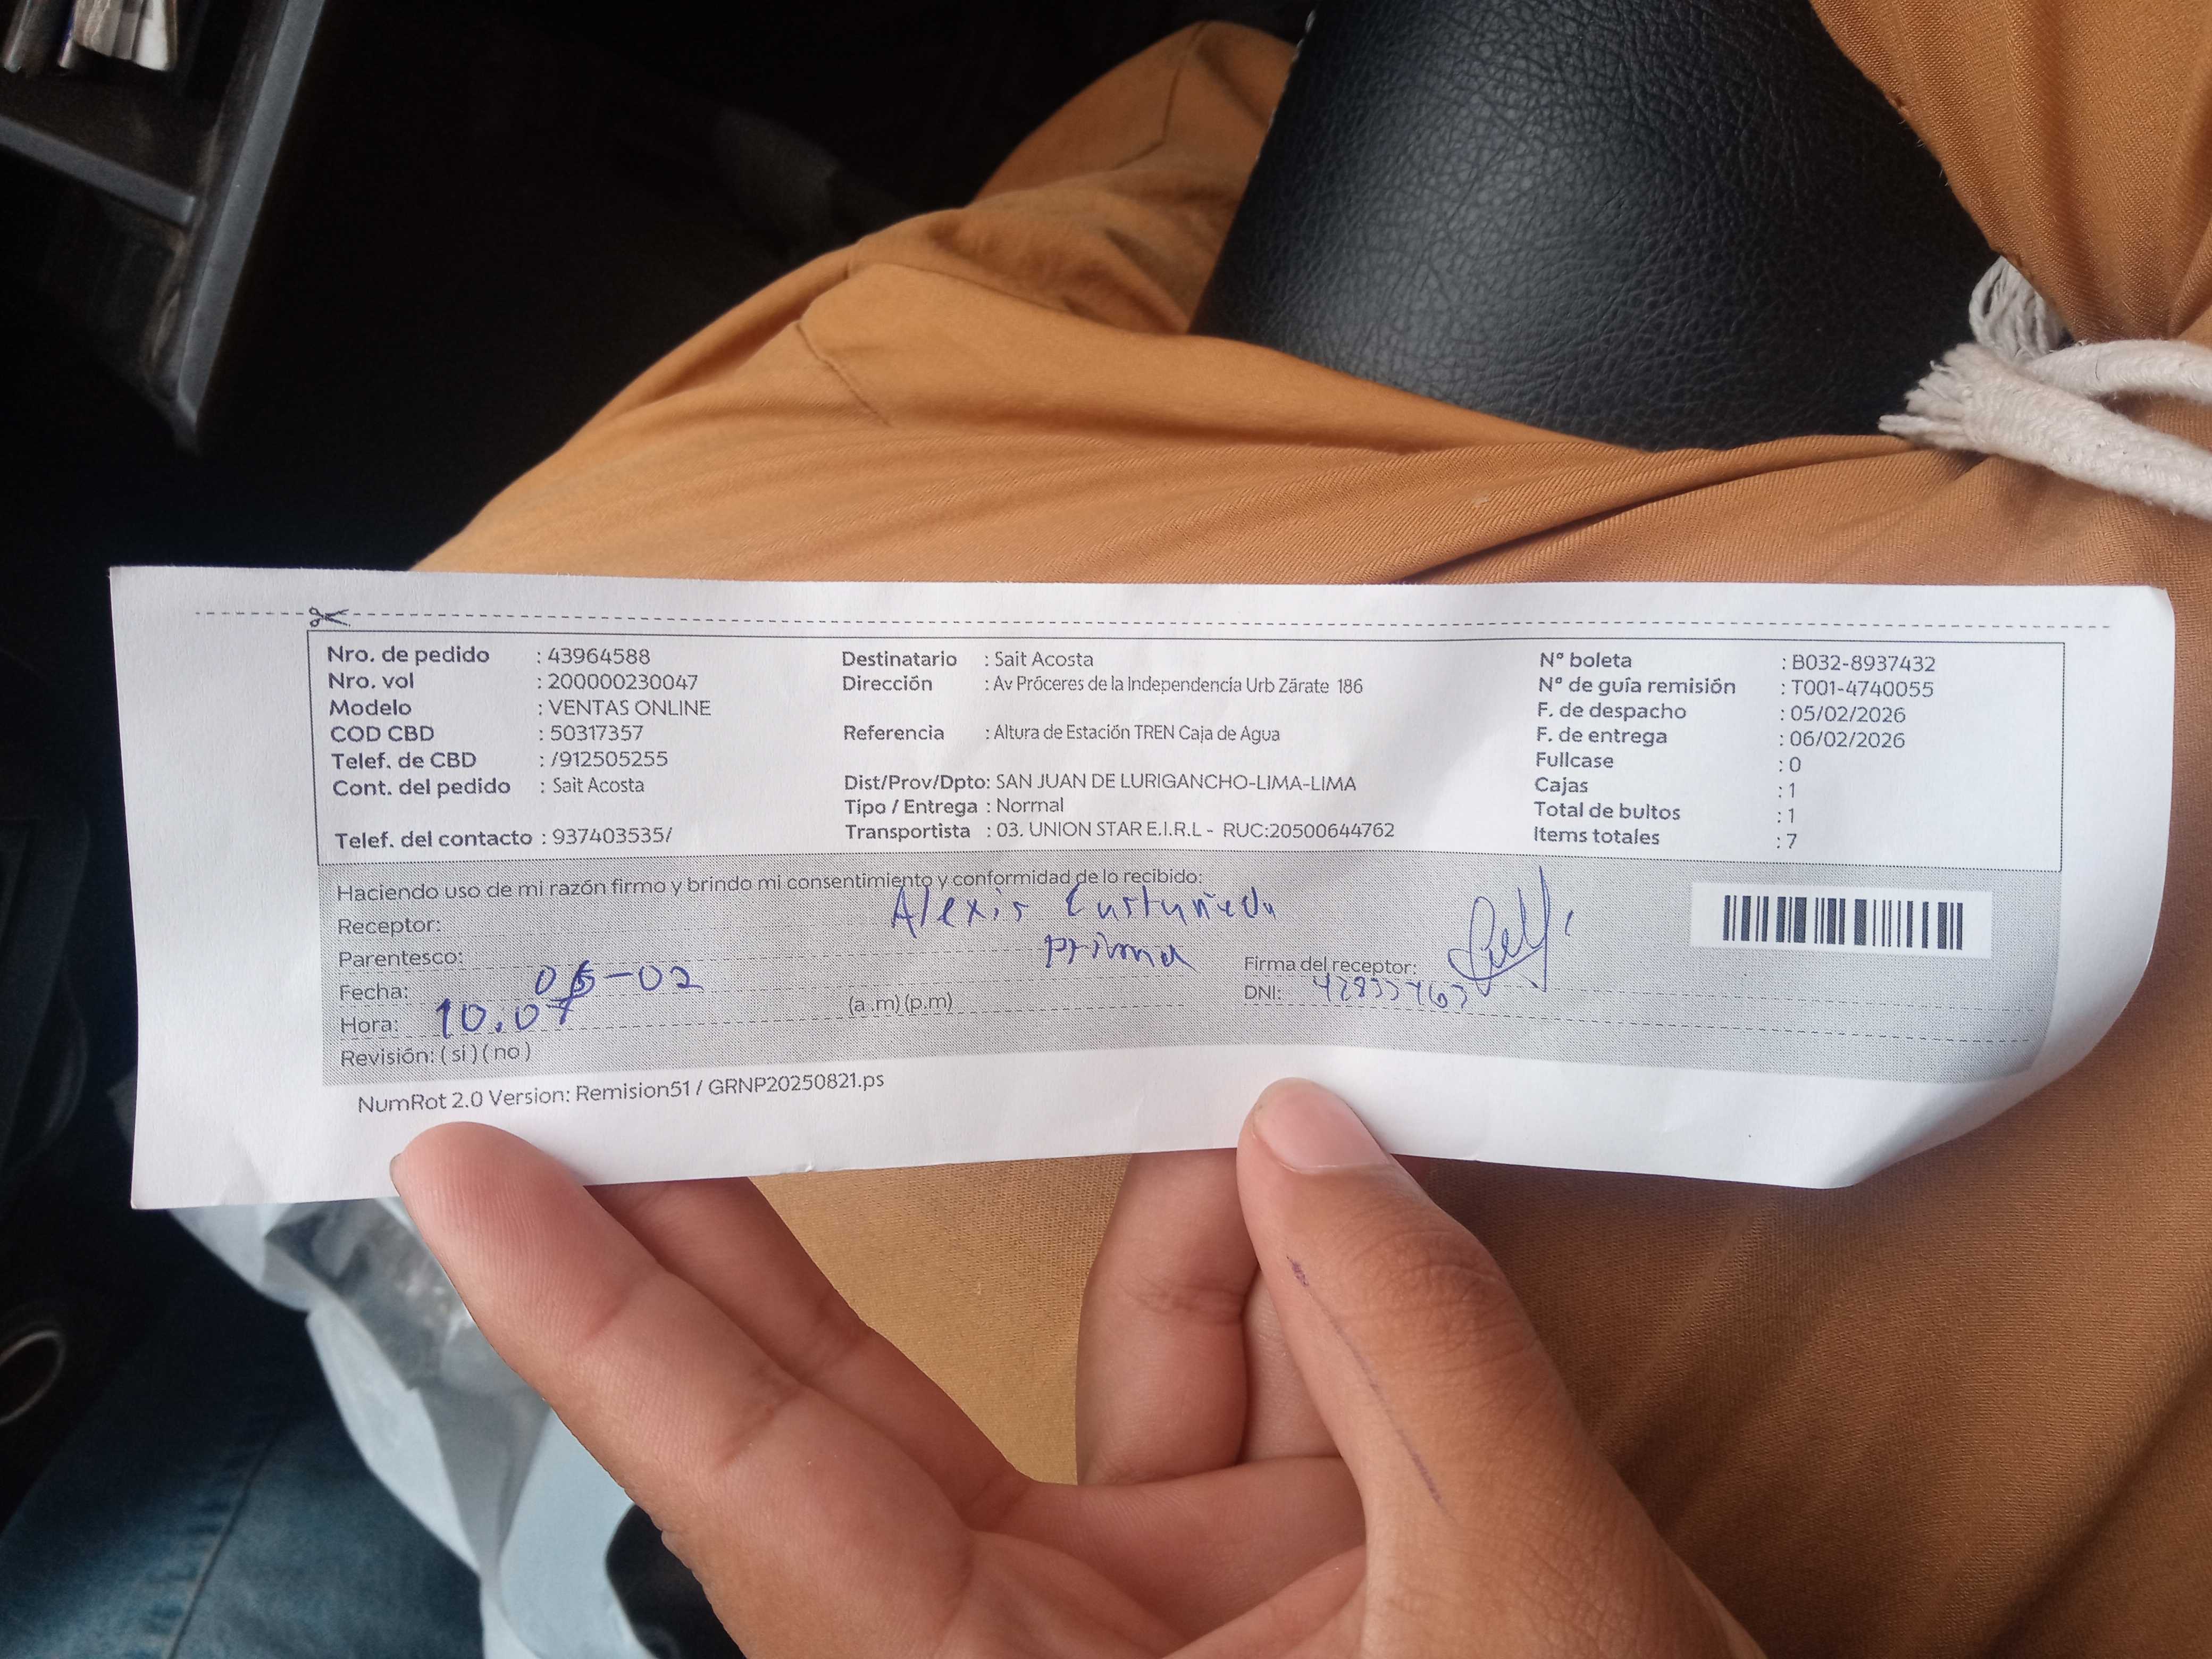 Nro. de pedido : 43964588
Nro. vol : 200000230047
Modelo : VENTAS ONLINE
COD CBD : 50317357
Telef. de CBD : /912505255
Cont. del pedido : Sait Acosta
Telef. del contacto : 937403535/
Destinatario : Sait Acosta
Dirección : Av Próceres de la Independencia Urb Zärate 186
Referencia : Altura de Estación TREN Caja de Agua
Dist/Prov/Dpto: SAN JUAN DE LURIGANCHO-LIMA-LIMA
Tipo / Entrega : Normal
Transportista : 03. UNION STAR E.I.R.L - RUC:20500644762
N° boleta : B032-8937432
N° de guía remisión : T001-4740055
F. de despacho : 05/02/2026
F. de entrega : 06/02/2026
Fullcase : 0
Cajas : 1
Total de bultos : 1
Items totales : 7
Haciendo uso de mi razón firmo y brindo mi consentimiento y conformidad de lo recibido:
Receptor: Alexis Castañeda
Parentesco: prima
Fecha:
Hora: 10.07 (a .m) (p.m)
Revisión: ( si ) ( no )
Firma del receptor:
DNI:
NumRot 2.0 Version: Remision51 / GRNP20250821.ps